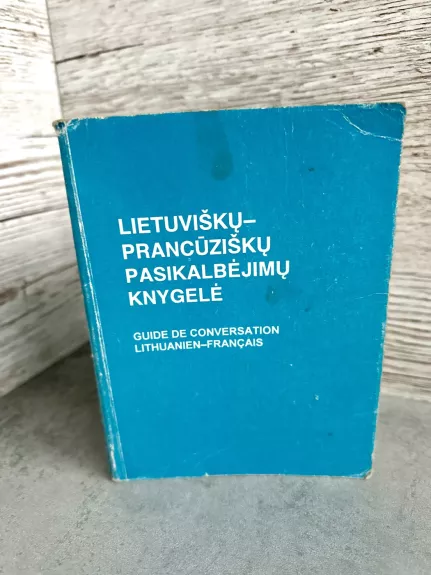 LIETUVIŠKŲ–
PRANCŪZIŠKŲ
PASIKALBĖJIMŲ
KNYGELĖ
GUIDE DE CONVERSATION
LITHUANIEN–FRANÇAIS